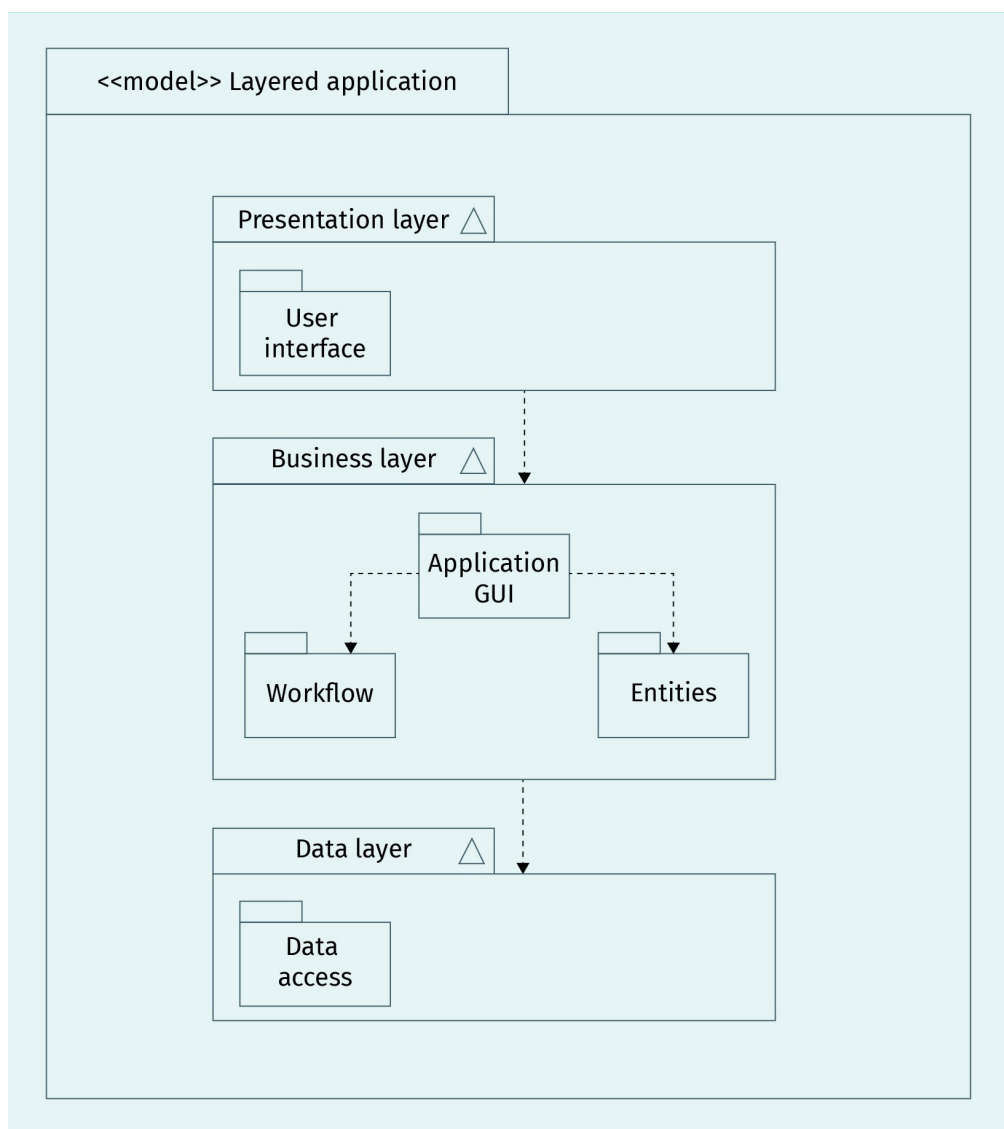 <<model>> Layered application
Presentation layer
User
interface
Business layer
Application
GUI
Workflow
Entities
Data layer
Data
access